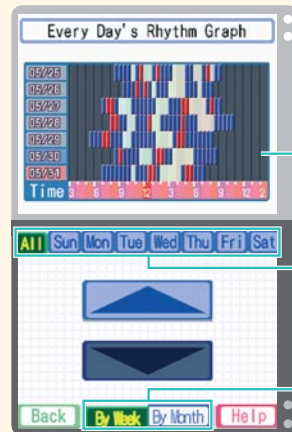 Every Day's Rhythm Graph
05/25
05/26
05/27
05/28
05/29
05/30
05/31
Time 3 6 9 12 3 6 9 12 2
All Sun Mon Tue Wed Thu Fri Sat
Back By Week By Month Help